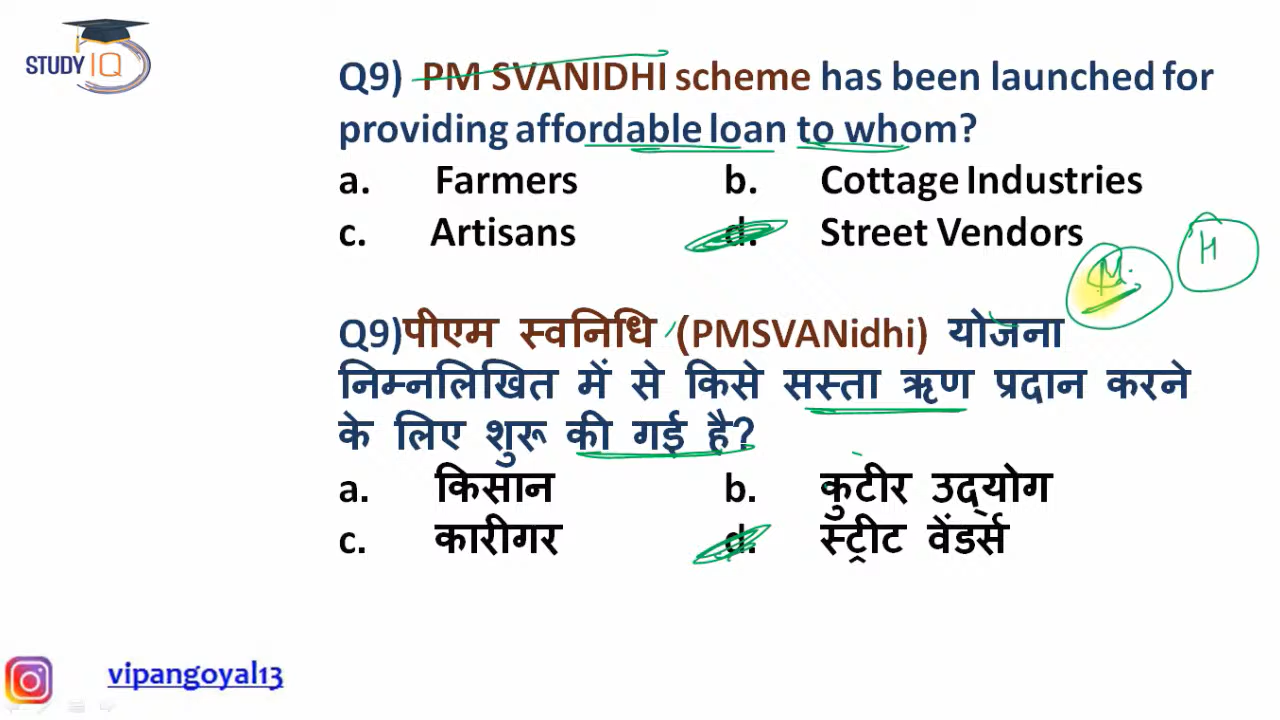 STUDY IQ
Q9) PM SVANIDHI scheme has been launched for
providing affordable loan to whom?
a. Farmers b. Cottage Industries
c. Artisans d. Street Vendors
M. H
Q9)पीएम स्वनिधि (PMSVANidhi) योजना
निम्नलिखित में से किसे सस्ता ऋण प्रदान करने
के लिए शुरू की गई है?
a. किसान b. कुटीर उद्योग
c. कारीगर d. स्ट्रीट वेंडर्स
vipangoyal13